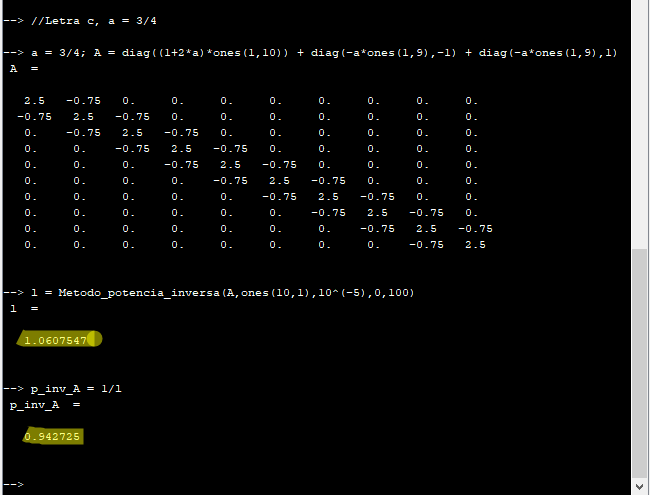 --> //Letra c, a = 3/4
--> a = 3/4; A = diag((1+2*a)*ones(1,10)) + diag(-a*ones(1,9),-1) + diag(-a*ones(1,9),1)
A  =
2.5  -0.75  0.  0.  0.  0.  0.  0.  0.  0.
-0.75  2.5  -0.75  0.  0.  0.  0.  0.  0.  0.
0.  -0.75  2.5  -0.75  0.  0.  0.  0.  0.  0.
0.  0.  -0.75  2.5  -0.75  0.  0.  0.  0.  0.
0.  0.  0.  -0.75  2.5  -0.75  0.  0.  0.  0.
0.  0.  0.  0.  -0.75  2.5  -0.75  0.  0.  0.
0.  0.  0.  0.  0.  -0.75  2.5  -0.75  0.  0.
0.  0.  0.  0.  0.  0.  -0.75  2.5  -0.75  0.
0.  0.  0.  0.  0.  0.  0.  -0.75  2.5  -0.75
0.  0.  0.  0.  0.  0.  0.  0.  -0.75  2.5
--> l = Metodo_potencia_inversa(A,ones(10,1),10^(-5),0,100)
l  =
1.0607547
--> p_inv_A = 1/l
p_inv_A  =
0.942725
-->